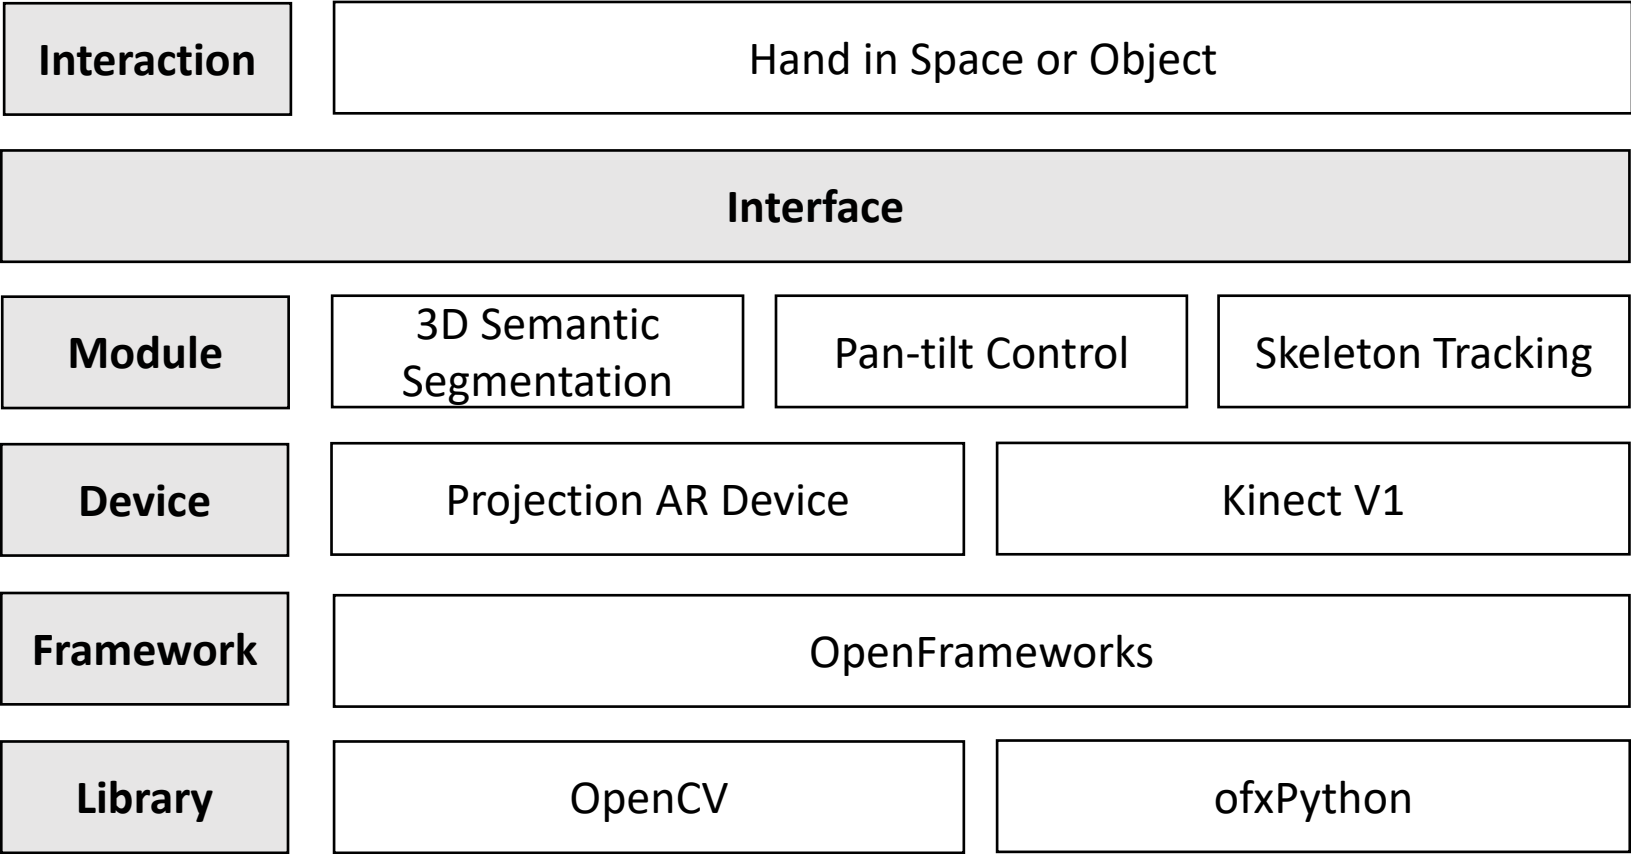 Interaction
Hand in Space or Object
Interface
Module
3D Semantic
Segmentation
Pan-tilt Control
Skeleton Tracking
Device
Projection AR Device
Kinect V1
Framework
OpenFrameworks
Library
OpenCV
ofxPython